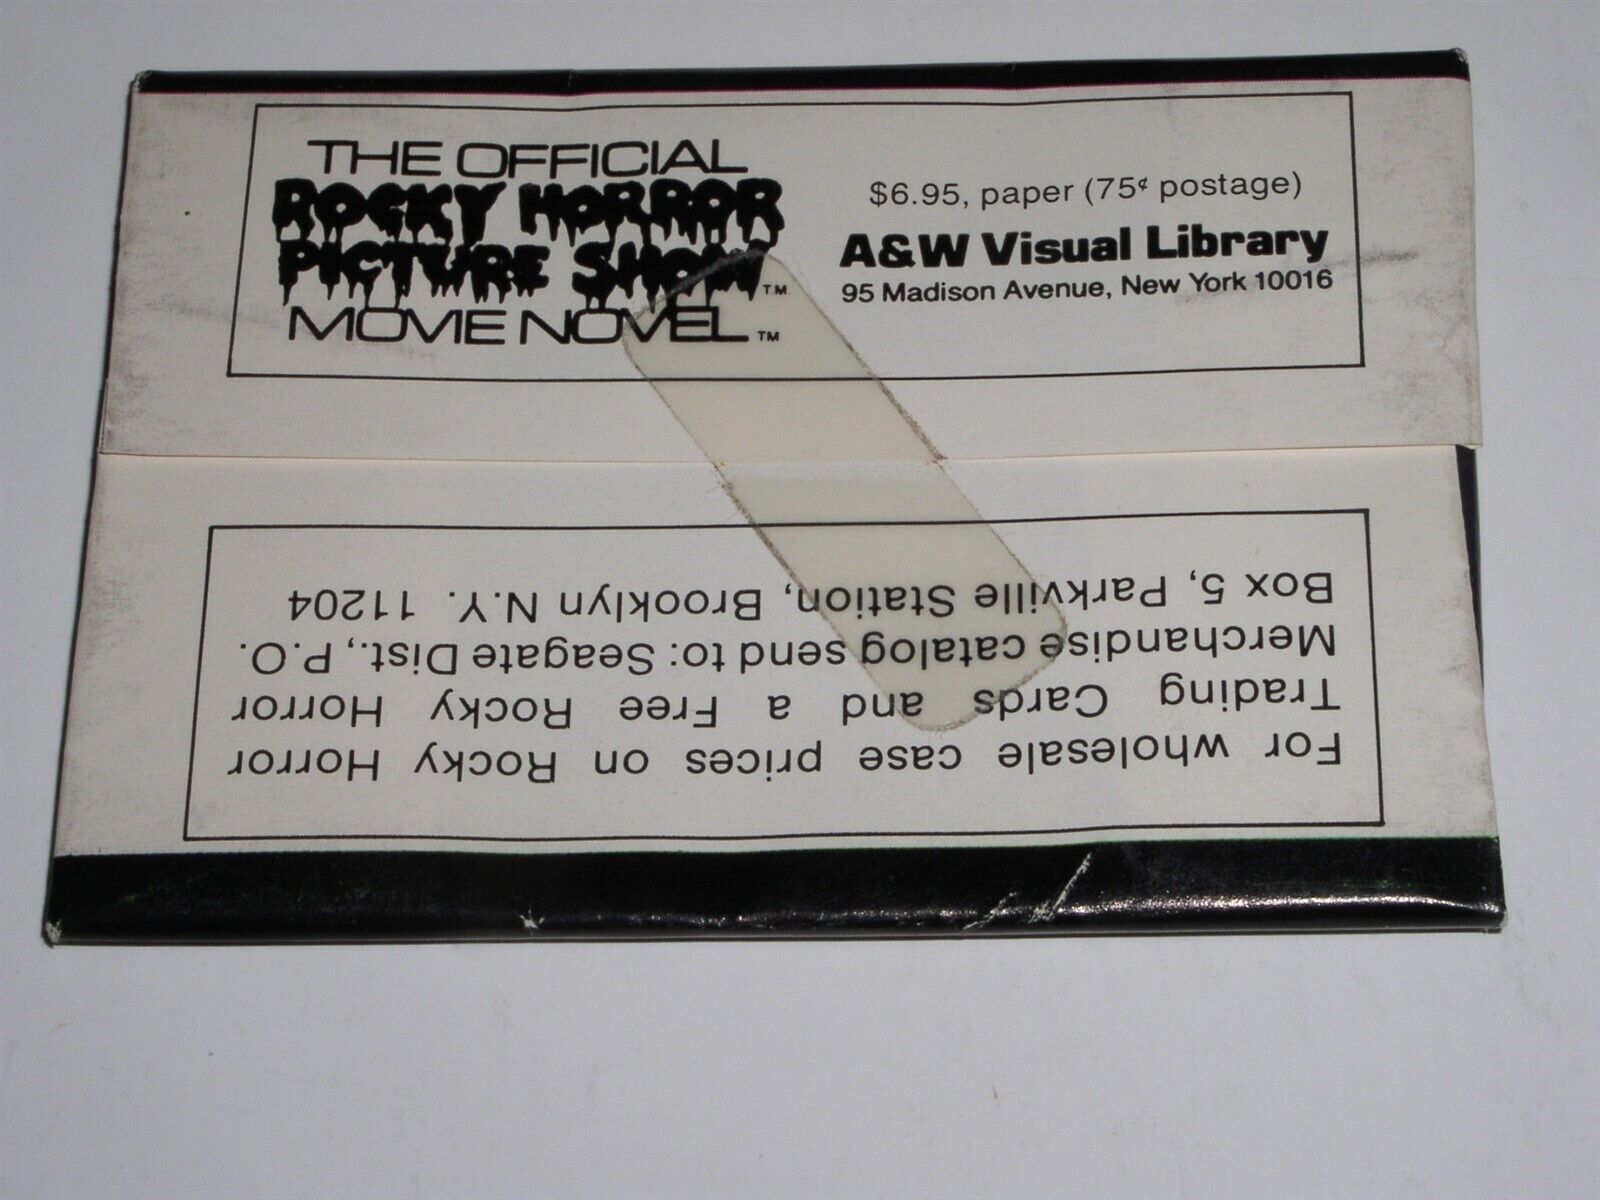 THE OFFICIAL
ROCKY HORROR
PICTURE SHOW™
MOVIE NOVEL™
$6.95, paper (75¢ postage)
A&W Visual Library
95 Madison Avenue, New York 10016
For wholesale case prices on Rocky Horror
Trading Cards and a Free Rocky Horror
Merchandise catalog send to: Seagate Dist., P.O.
Box 5, Parkville Station, Brooklyn N.Y. 11204